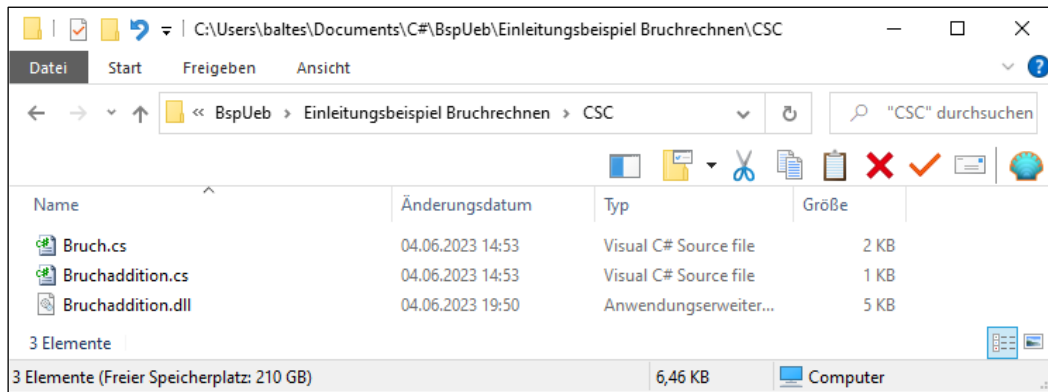 C:\Users\baltes\Documents\C#\BspUeb\Einleitungsbeispiel Bruchrechnen\CSC
Datei Start Freigeben Ansicht ?
« BspUeb › Einleitungsbeispiel Bruchrechnen › CSC "CSC" durchsuchen
Name Änderungsdatum Typ Größe
Bruch.cs 04.06.2023 14:53 Visual C# Source file 2 KB
Bruchaddition.cs 04.06.2023 14:53 Visual C# Source file 1 KB
Bruchaddition.dll 04.06.2023 19:50 Anwendungserweiter... 5 KB
3 Elemente
3 Elemente (Freier Speicherplatz: 210 GB) 6,46 KB Computer